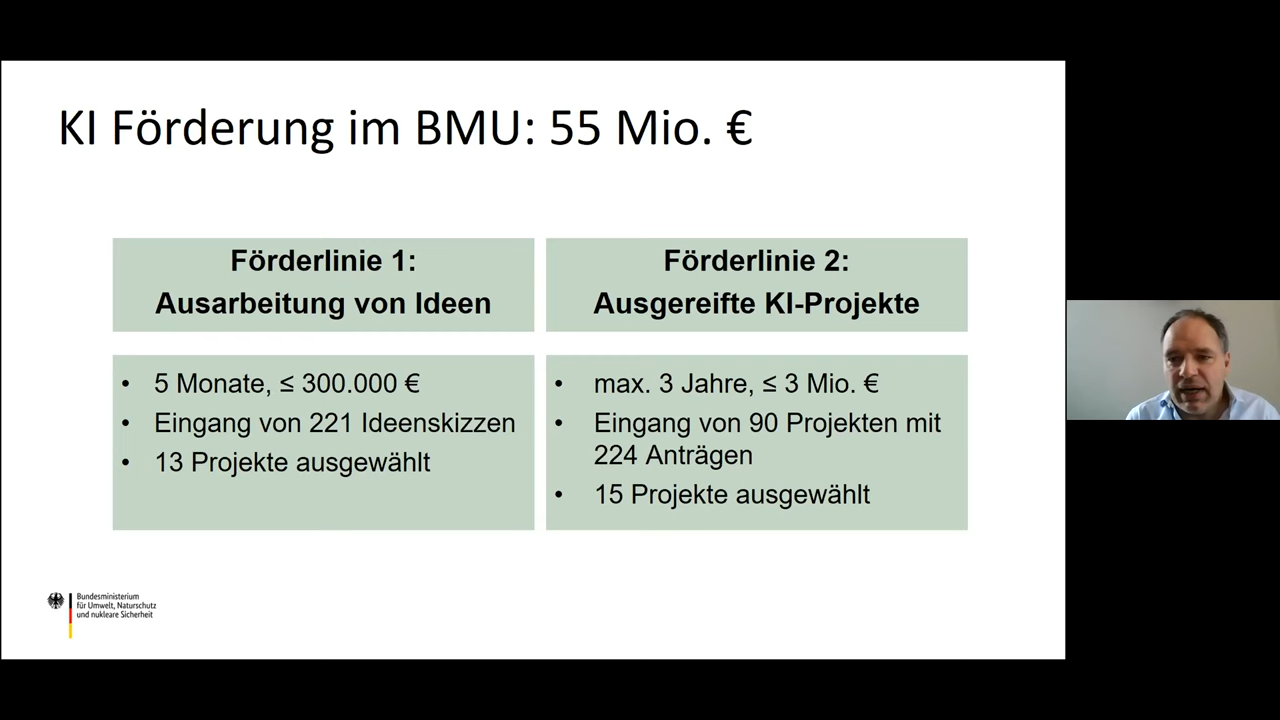 KI Förderung im BMU: 55 Mio. €
Förderlinie 1:
Ausarbeitung von Ideen
• 5 Monate, ≤ 300.000 €
• Eingang von 221 Ideenskizzen
• 13 Projekte ausgewählt
Förderlinie 2:
Ausgereifte KI-Projekte
• max. 3 Jahre, ≤ 3 Mio. €
• Eingang von 90 Projekten mit
224 Anträgen
• 15 Projekte ausgewählt
Bundesministerium
für Umwelt, Naturschutz
und nukleare Sicherheit